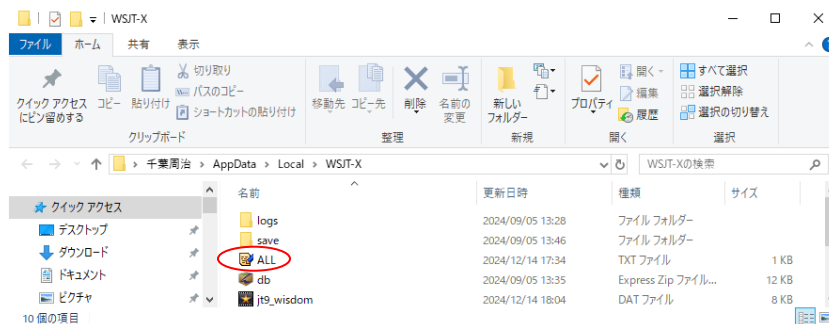 WSJT-X
ファイル ホーム 共有 表示
クイック アクセス
にピン留めする
コピー
貼り付け
切り取り
パスのコピー
ショートカットの貼り付け
クリップボード
移動先
コピー先
削除
名前の
変更
整理
新しい
フォルダー
新規
プロパティ
開く
編集
履歴
開く
すべて選択
選択解除
選択の切り替え
選択
千葉周治 > AppData > Local > WSJT-X
WSJT-Xの検索
クイック アクセス
デスクトップ
ダウンロード
ドキュメント
ピクチャ
名前 更新日時 種類 サイズ
logs 2024/09/05 13:28 ファイル フォルダー
save 2024/09/05 13:46 ファイル フォルダー
ALL 2024/12/14 17:34 TXT ファイル 1 KB
db 2024/09/05 13:35 Express Zip ファイル... 12 KB
jt9_wisdom 2024/12/14 18:04 DAT ファイル 8 KB
10 個の項目